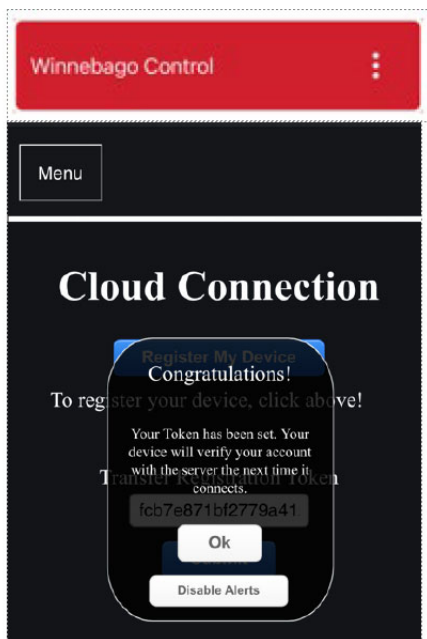 Winnebago Control
Menu
Cloud Connection
Register My Device
Congratulations!
To register your device, click above!
Your Token has been set. Your
device will verify your account
with the server the next time it
connects.
Transfer Registration Token
fcb7e871bf2779a41
Ok
Disable Alerts